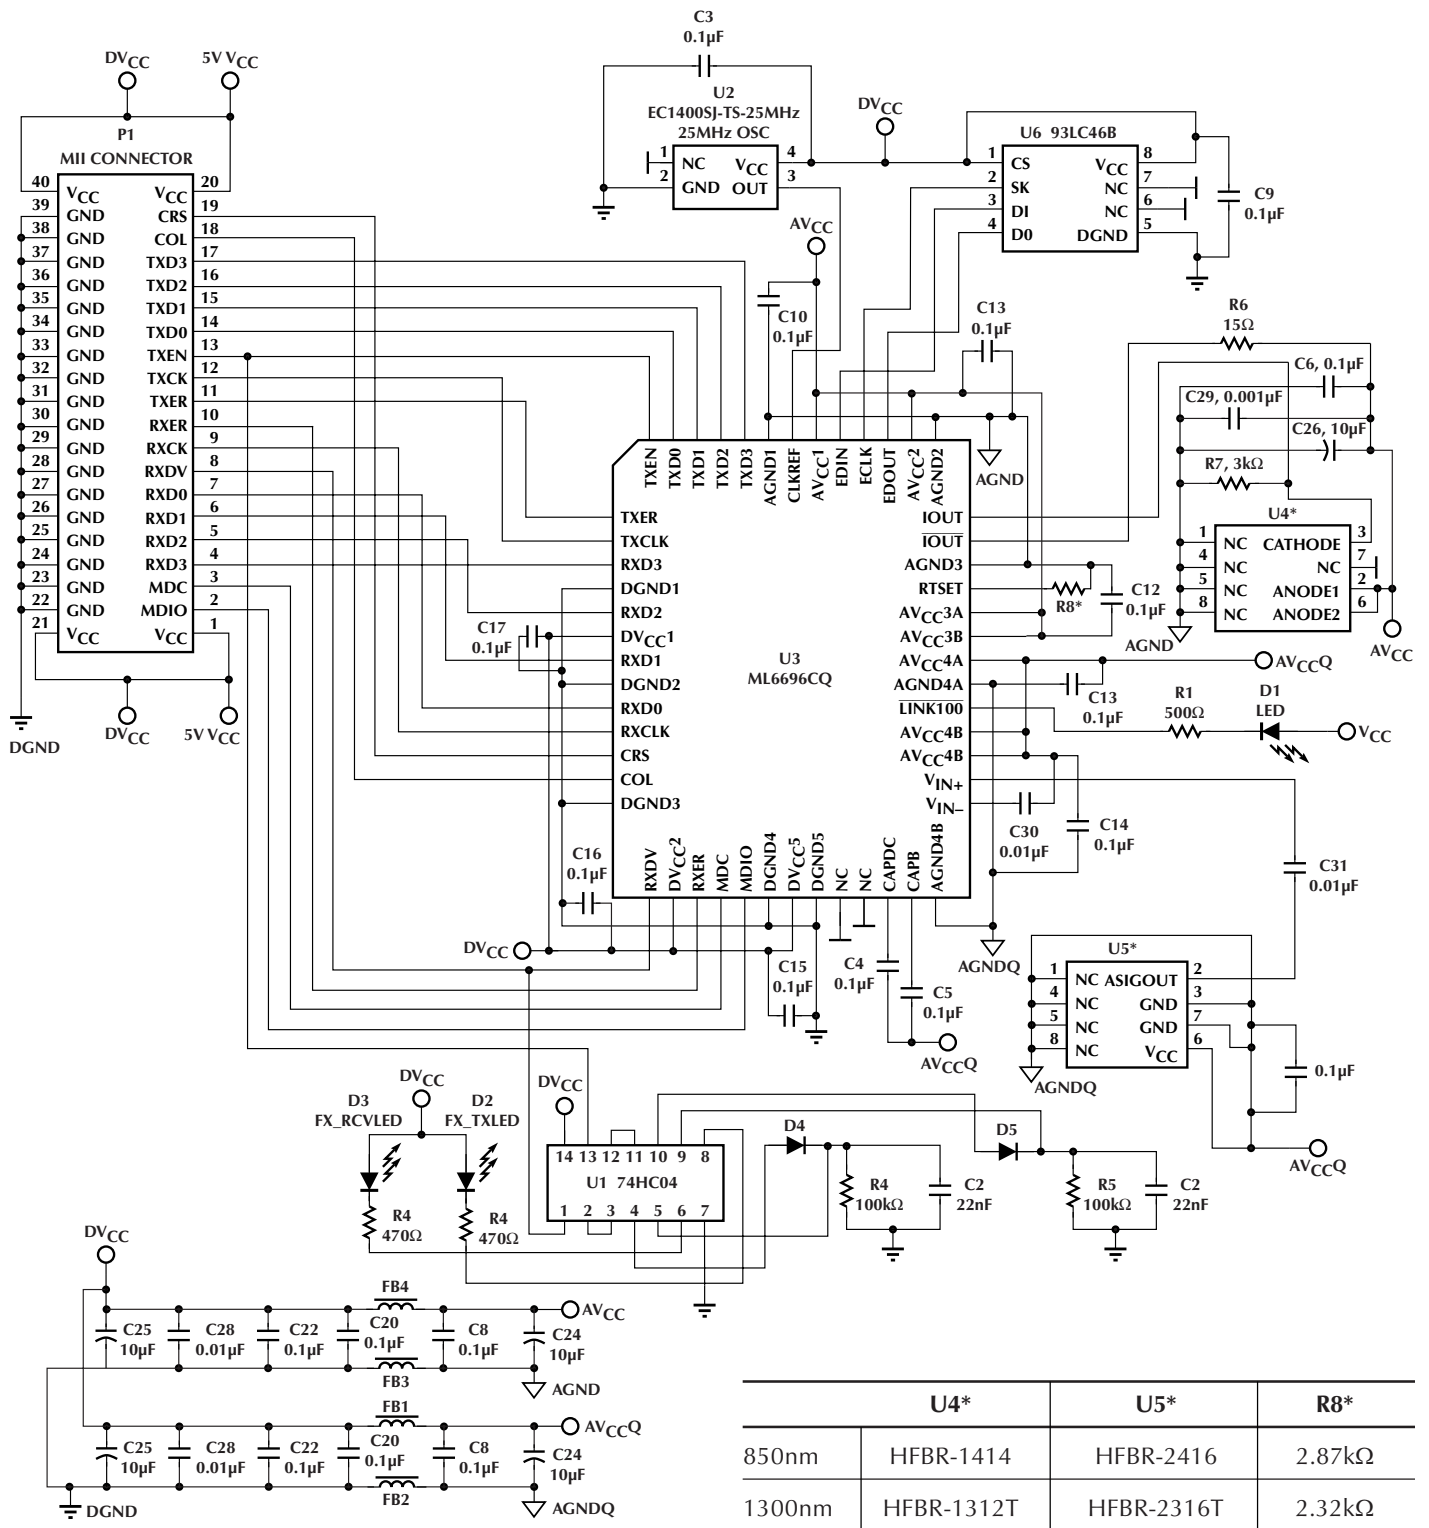 C3
0.1µF
DVCC
5V VCC
U2
EC1400SJ-TS-25MHz
25MHz OSC
1 NC VCC 4
2 GND OUT 3
DVCC
U6 93LC46B
1 CS VCC 8
2 SK NC 7
3 DI NC 6
4 D0 DGND 5
C9
0.1µF
P1
MII CONNECTOR
40 VCC VCC 20
39 GND CRS 19
38 GND COL 18
37 GND TXD3 17
36 GND TXD2 16
35 GND TXD1 15
34 GND TXD0 14
33 GND TXEN 13
32 GND TXCK 12
31 GND TXER 11
30 GND RXER 10
29 GND RXCK 9
28 GND RXDV 8
27 GND RXD0 7
26 GND RXD1 6
25 GND RXD2 5
24 GND RXD3 4
23 GND MDC 3
22 GND MDIO 2
21 VCC VCC 1
DGND
DVCC
5V VCC
AVCC
C10
0.1µF
C13
0.1µF
AGND
R6
15Ω
C6, 0.1µF
C29, 0.001µF
C26, 10µF
R7, 3kΩ
U4*
1 NC CATHODE 3
4 NC NC 7
5 NC ANODE1 2
8 NC ANODE2 6
AGND
AVCC
TXEN
TXD0
TXD1
TXD2
TXD3
AGND1
CLKREF
AVCC1
EDIN
ECLK
EDOUT
AVCC2
AGND2
TXER
TXCLK
RXD3
DGND1
RXD2
DVCC1
RXD1
DGND2
RXD0
RXCLK
CRS
COL
DGND3
U3
ML6696CQ
IOUT
IOUT
AGND3
RTSET
AVCC3A
AVCC3B
AVCC4A
AGND4A
LINK100
AVCC4B
AVCC4B
VIN+
VIN–
RXDV
DVCC2
RXER
MDC
MDIO
DGND4
DVCC5
DGND5
NC
NC
CAPDC
CAPB
AGND4B
C17
0.1µF
R8*
C12
0.1µF
AVCCQ
C13
0.1µF
R1
500Ω
D1
LED
VCC
C30
0.01µF
C14
0.1µF
C31
0.01µF
C16
0.1µF
DVCC
C15
0.1µF
C4
0.1µF
C5
0.1µF
AVCCQ
AGNDQ
U5*
1 NC ASIGOUT 2
4 NC GND 3
5 NC GND 7
8 NC VCC 6
AGNDQ
0.1µF
AVCCQ
DVCC
D3
FX_RCVLED
D2
FX_TXLED
R4
470Ω
R4
470Ω
DVCC
14 13 12 11 10 9 8
U1 74HC04
1 2 3 4 5 6 7
D4
R4
100kΩ
C2
22nF
D5
R5
100kΩ
C2
22nF
DVCC
FB4
AVCC
C25
10µF
C28
0.01µF
C22
0.1µF
C20
0.1µF
C8
0.1µF
C24
10µF
FB3
AGND
FB1
AVCCQ
C25
10µF
C28
0.01µF
C22
0.1µF
C20
0.1µF
C8
0.1µF
C24
10µF
FB2
DGND
AGNDQ
U4* U5* R8*
850nm HFBR-1414 HFBR-2416 2.87kΩ
1300nm HFBR-1312T HFBR-2316T 2.32kΩ